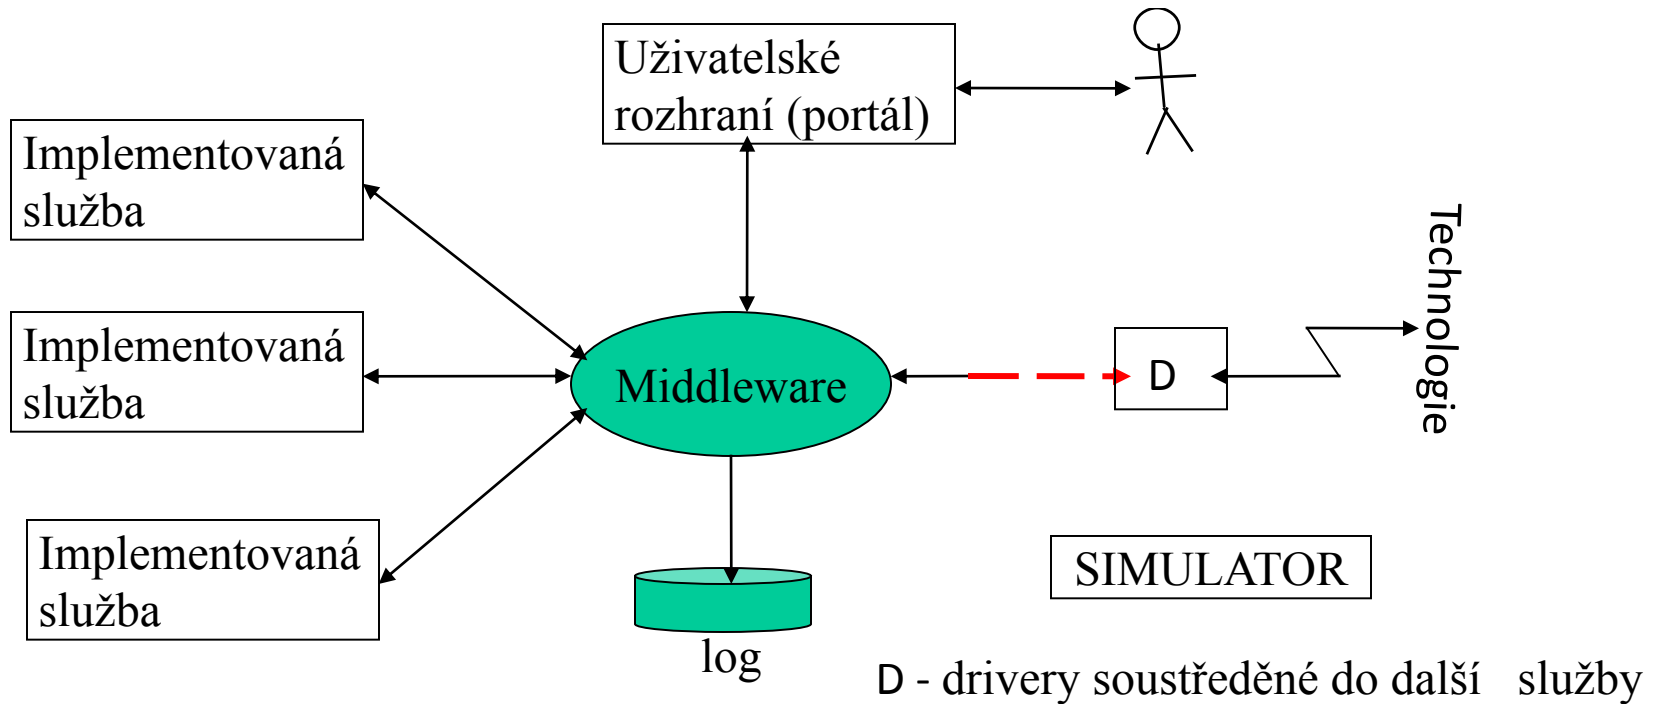 Uživatelské
rozhraní (portál)
Implementovaná
služba
Technologie
Implementovaná
služba
Middleware
D
Implementovaná
služba
SIMULATOR
log
D - drivery soustředěné do další služby